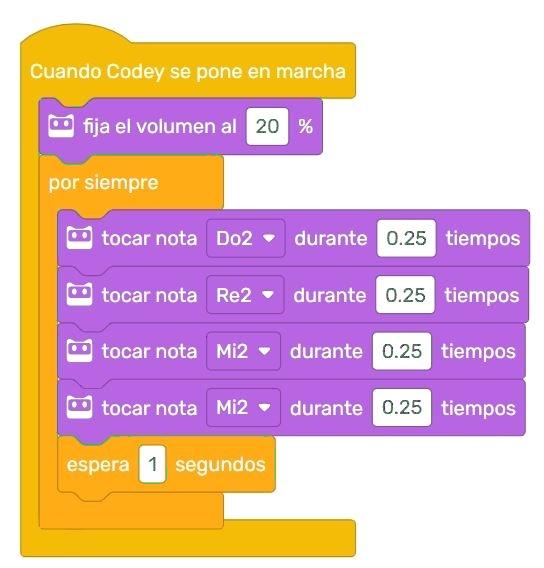 Cuando Codey se pone en marcha
fija el volumen al 20 %
por siempre
tocar nota Do2 durante 0.25 tiempos
tocar nota Re2 durante 0.25 tiempos
tocar nota Mi2 durante 0.25 tiempos
tocar nota Mi2 durante 0.25 tiempos
espera 1 segundos